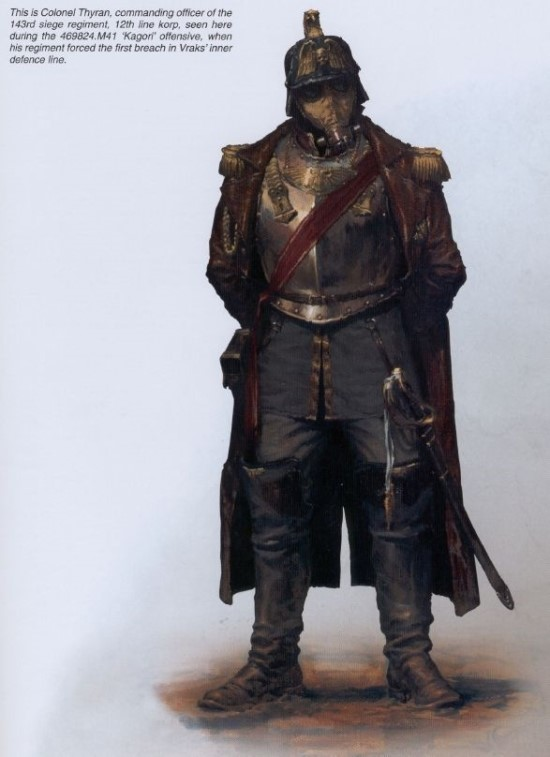 This is Colonel Thyran, commanding officer of the
143rd siege regiment, 12th line korp, seen here
during the 469824.M41 'Kagori' offensive, when
his regiment forced the first breach in Vraks' inner
defence line.